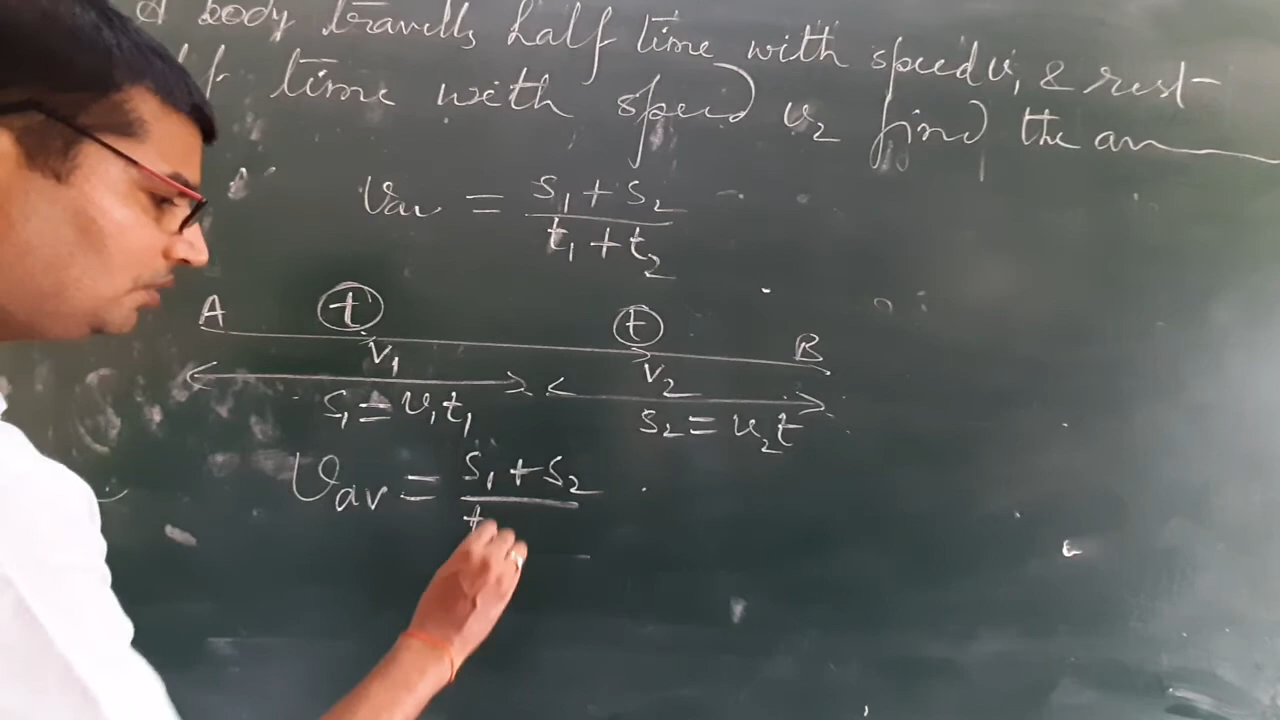 A body travells half time with speed v₁ & rest
time with speed v₂ find the av
Vav = s₁ + s₂ / t₁ + t₂
A t t B
v₁ v₂
s₁ = v₁t₁ s₂ = v₂t
Vav = s₁ + s₂ / t